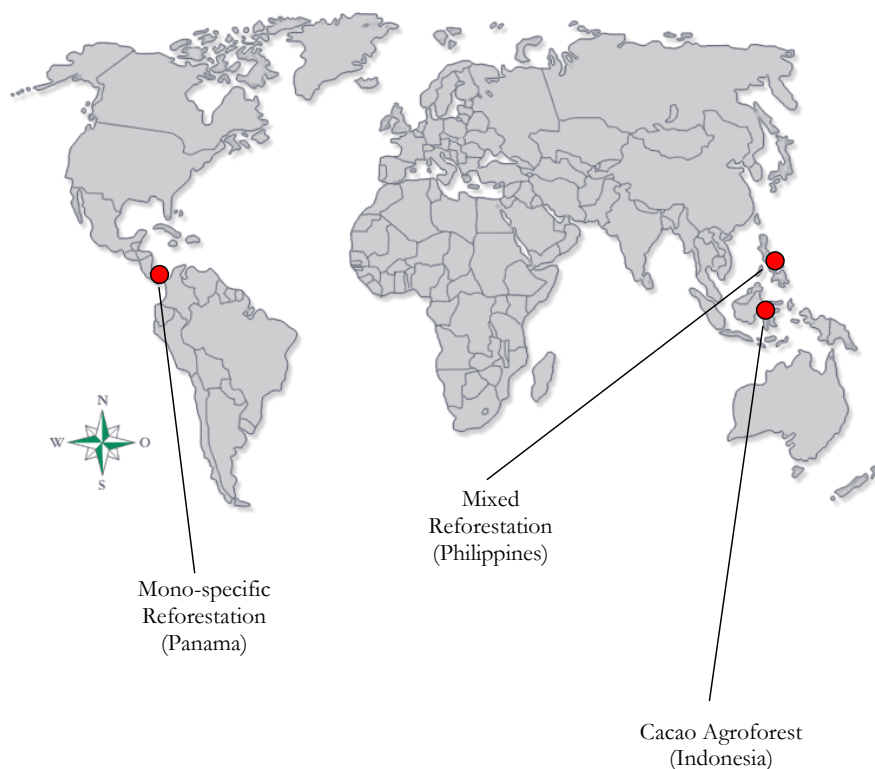 N
W O
S
Mixed
Reforestation
(Philippines)
Mono-specific
Reforestation
(Panama)
Cacao Agroforest
(Indonesia)